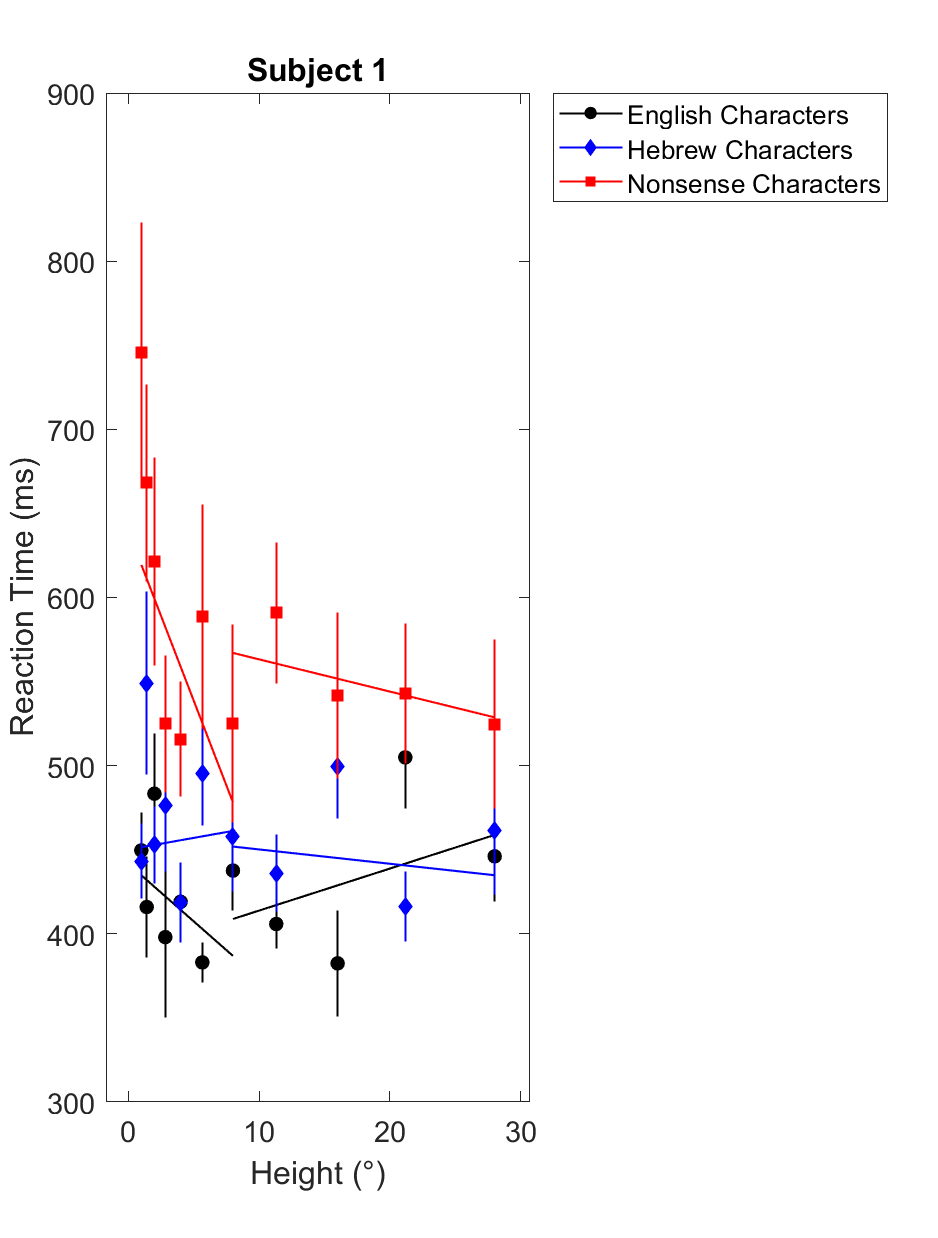 Subject 1
900
800
700
600
500
400
300
0 10 20 30
Reaction Time (ms)
Height (°)
English Characters
Hebrew Characters
Nonsense Characters